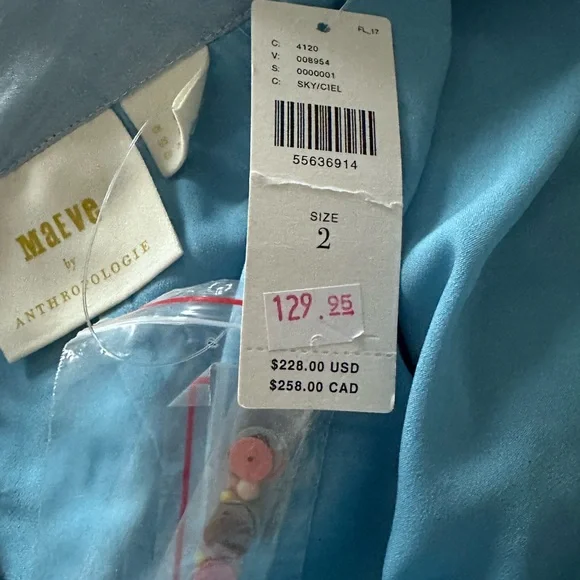 FL_17
C: 4120
V: 008954
S: 0000001
C: SKY/CIEL
55636914
SIZE
2
129.95
$228.00 USD
$258.00 CAD
MAEVe
by
ANTHROPOLOGIE